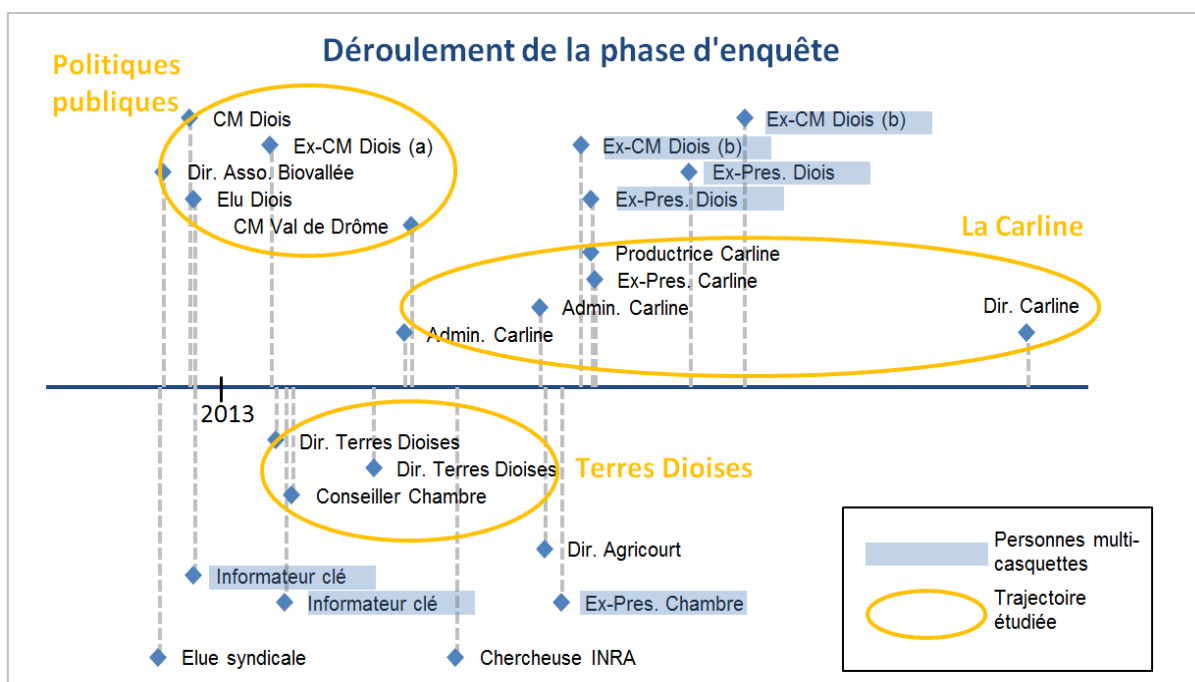 Déroulement de la phase d'enquête
Politiques
publiques
CM Diois
Ex-CM Diois (b)
Ex-CM Diois (a)
Ex-CM Diois (b)
Dir. Asso. Biovallée
Ex-Pres. Diois
Elu Diois
Ex-Pres. Diois
CM Val de Drôme
La Carline
Productrice Carline
Ex-Pres. Carline
Admin. Carline
Dir. Carline
Admin. Carline
2013
Dir. Terres Dioises
Dir. Terres Dioises
Terres Dioises
Conseiller Chambre
Dir. Agricourt
Informateur clé
Informateur clé
Ex-Pres. Chambre
Elue syndicale
Chercheuse INRA
Personnes multi-
casquettes
Trajectoire
étudiée